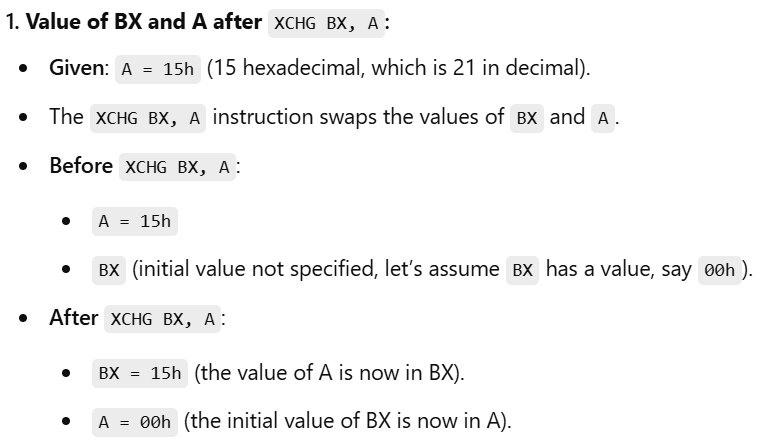 1. Value of BX and A after XCHG BX, A:
• Given: A = 15h (15 hexadecimal, which is 21 in decimal).
• The XCHG BX, A instruction swaps the values of BX and A.
• Before XCHG BX, A:
• A = 15h
• BX (initial value not specified, let’s assume BX has a value, say 00h).
• After XCHG BX, A:
• BX = 15h (the value of A is now in BX).
• A = 00h (the initial value of BX is now in A).